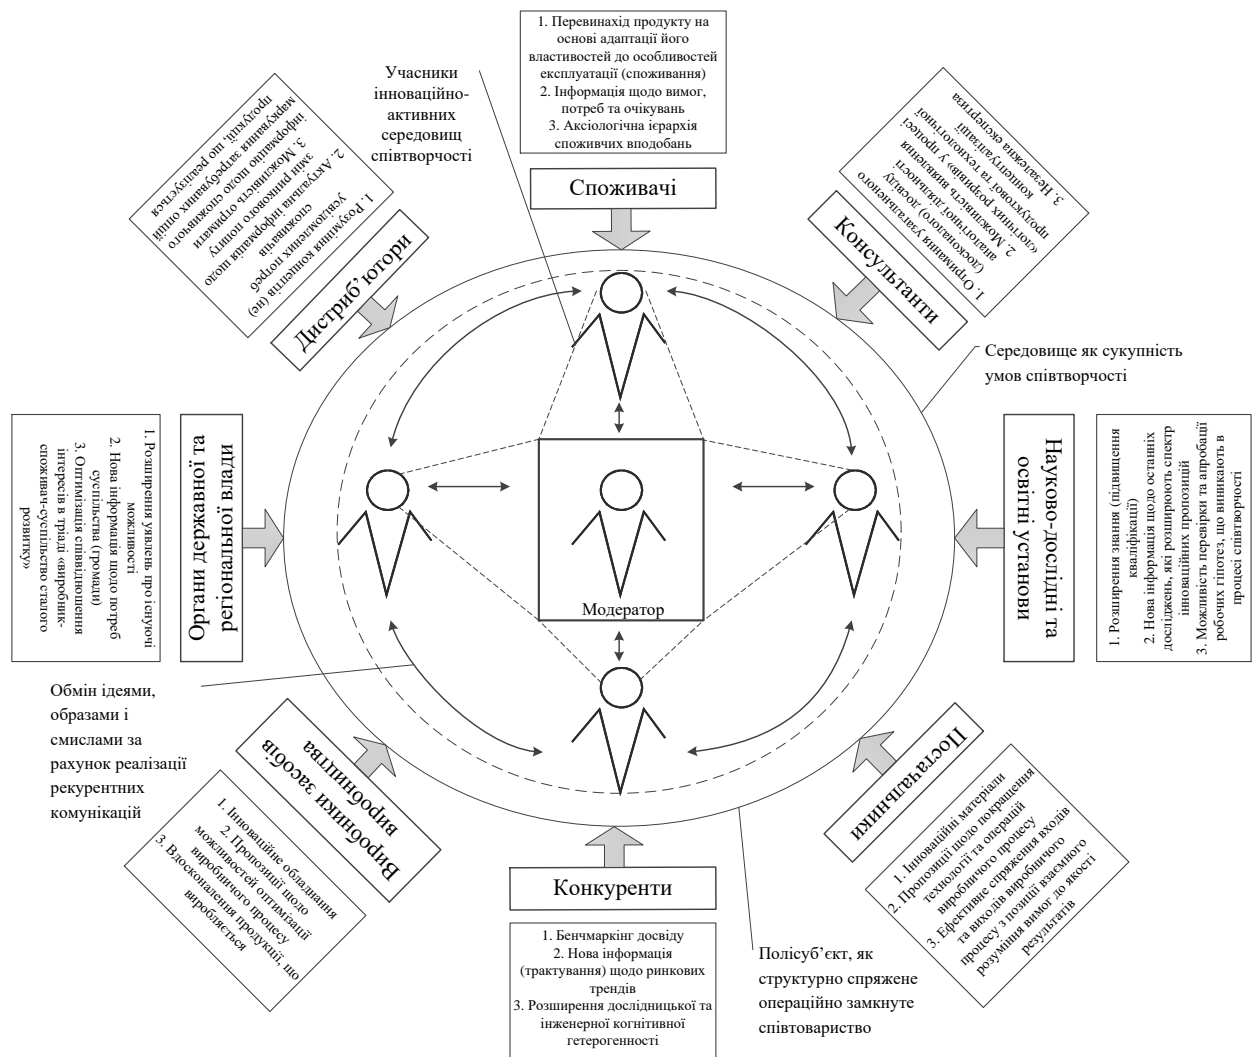 1. Перевинахід продукту на
основі адаптації його
властивостей до особливостей
експлуатації (споживання)
2. Інформація щодо вимог,
потреб та очікувань
3. Аксіологічна ієрархія
споживчих вподобань
Споживачі
Учасники
інноваційно-
активних
середовищ
співтворчості
1. Розуміння концептів (не)
усвідомлених потреб
споживачів
2. Актуальна інформація щодо
змін ринкового попиту
3. Можливість отримати
інформацію щодо споживчого
маркування затребуваних опцій
продукції, що реалізується
Дистриб’ютори
1. Отримання узагальненого
(досконалого) досвіду
аналогічної діяльності
2. Можливість виявлення
«логічних розривів» у процесі
продуктової та технологічної
концептуалізації
3. Незалежна експертиза
Консультанти
Середовище як сукупність
умов співтворчості
1. Розширення уявлень про існуючі
можливості
2. Нова інформація щодо потреб
суспільства (громади)
3. Оптимізація співвідношення
інтересів в тріаді «виробник-
споживач-суспільство сталого
розвитку»
Органи державної та
регіональної влади
Модератор
Науково-дослідні та
освітні установи
1. Розширення знання (підвищення
кваліфікації)
2. Нова інформація щодо останніх
досліджень, які розширюють спектр
інноваційних пропозицій
3. Можливість перевірки та апробації
робочих гіпотез, що виникають в
процесі співтворчості
Обмін ідеями,
образами і
смислами за
рахунок реалізації
рекурентних
комунікацій
Виробники засобів
виробництва
1. Інноваційне обладнання
2. Пропозиції щодо
можливостей оптимізації
виробничого процесу
3. Вдосконалення продукції, що
виробляється
Конкуренти
1. Бенчмаркінг досвіду
2. Нова інформація
(трактування) щодо ринкових
трендів
3. Розширення дослідницької та
інженерної когнітивної
гетерогенності
Постачальники
1. Інноваційні матеріали
2. Пропозиції щодо покращення
технології та операцій
виробничого процесу
3. Ефективне спряження входів
та виходів виробничого
процесу з позиції взаємного
розуміння вимог до якості
результатів
Полісуб’єкт, як
структурно спряжене
операційно замкнуте
співтовариство